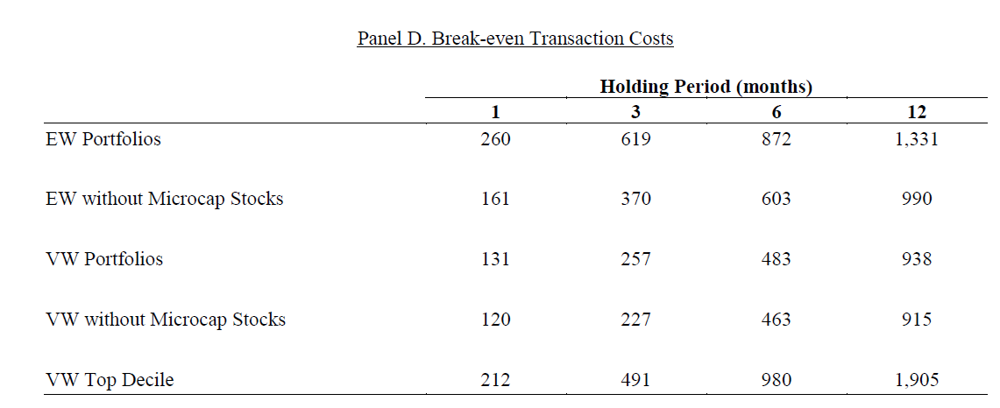 Panel D. Break-even Transaction Costs
Holding Period (months)
1 3 6 12
EW Portfolios 260 619 872 1,331
EW without Microcap Stocks 161 370 603 990
VW Portfolios 131 257 483 938
VW without Microcap Stocks 120 227 463 915
VW Top Decile 212 491 980 1,905